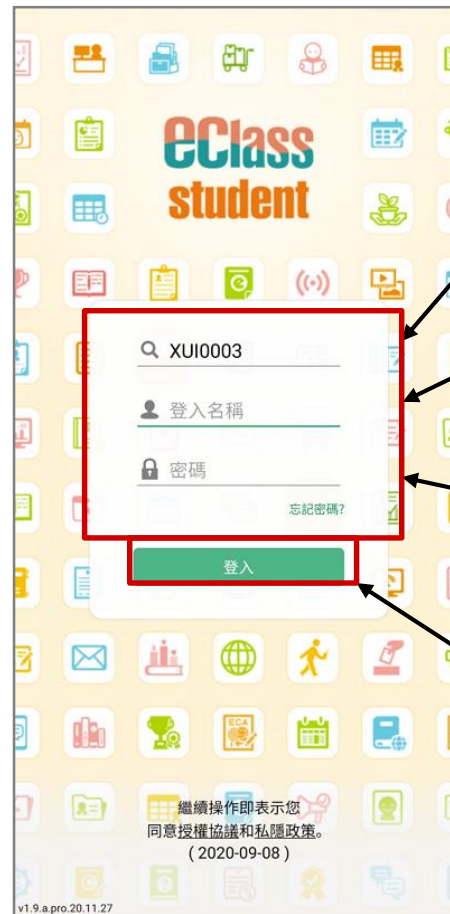 eClass
student
XUI0003
登入名稱
密碼
忘記密碼?
登入
ECA
繼續操作即表示您
同意授權協議和私隱政策。
( 2020-09-08 )
v1.9.a.pro.20.11.27